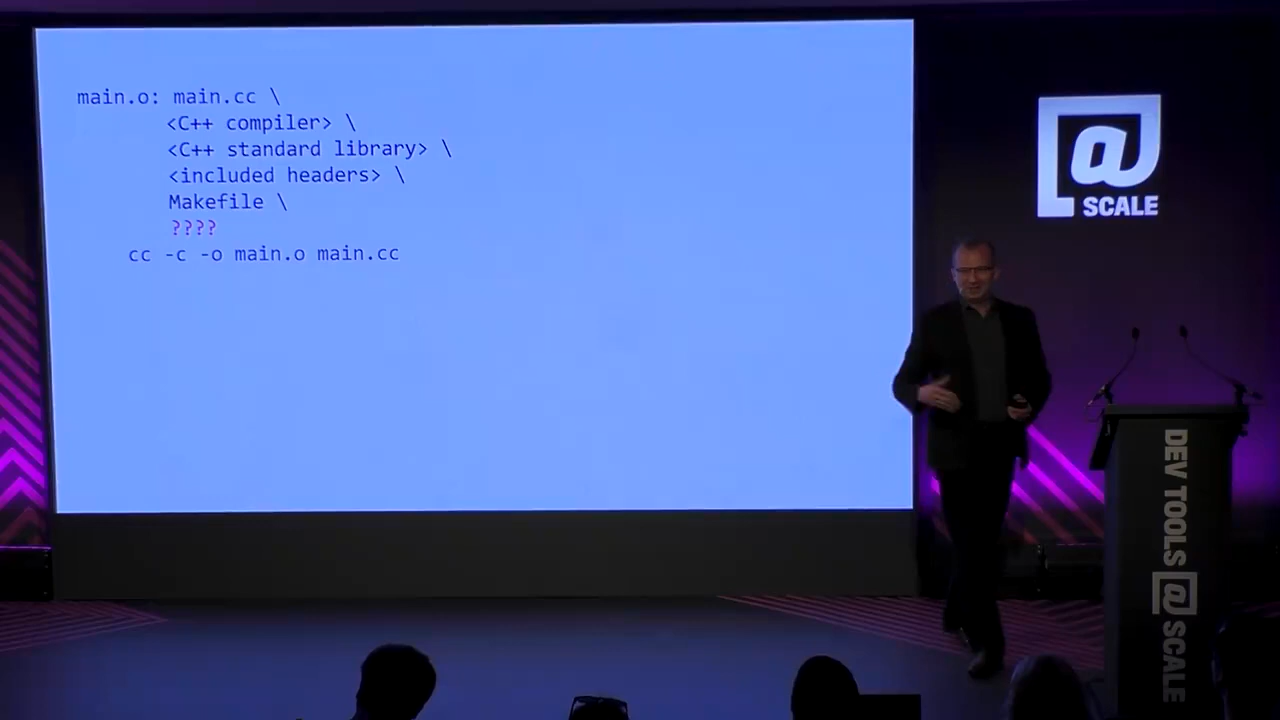 main.o: main.cc \
<C++ compiler> \
<C++ standard library> \
<included headers> \
Makefile \
????
cc -c -o main.o main.cc
@
SCALE
DEV TOOLS @ SCALE